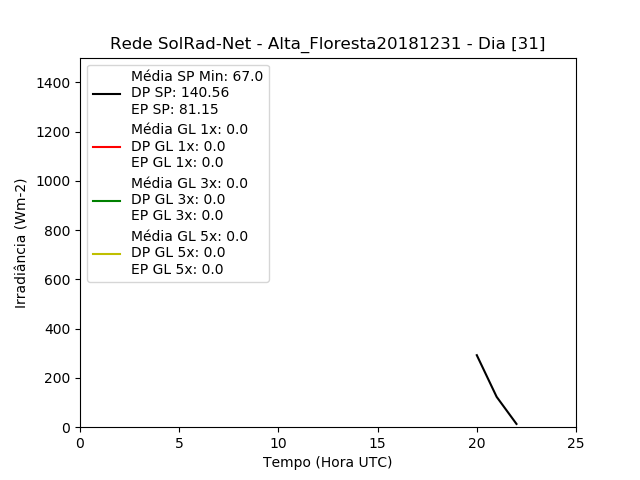 Rede SolRad-Net - Alta_Floresta20181231 - Dia [31]
Média SP Min: 67.0
DP SP: 140.56
EP SP: 81.15
Média GL 1x: 0.0
DP GL 1x: 0.0
EP GL 1x: 0.0
Média GL 3x: 0.0
DP GL 3x: 0.0
EP GL 3x: 0.0
Média GL 5x: 0.0
DP GL 5x: 0.0
EP GL 5x: 0.0
1400
1200
1000
800
600
400
200
0
Irradiância (Wm-2)
0 5 10 15 20 25
Tempo (Hora UTC)